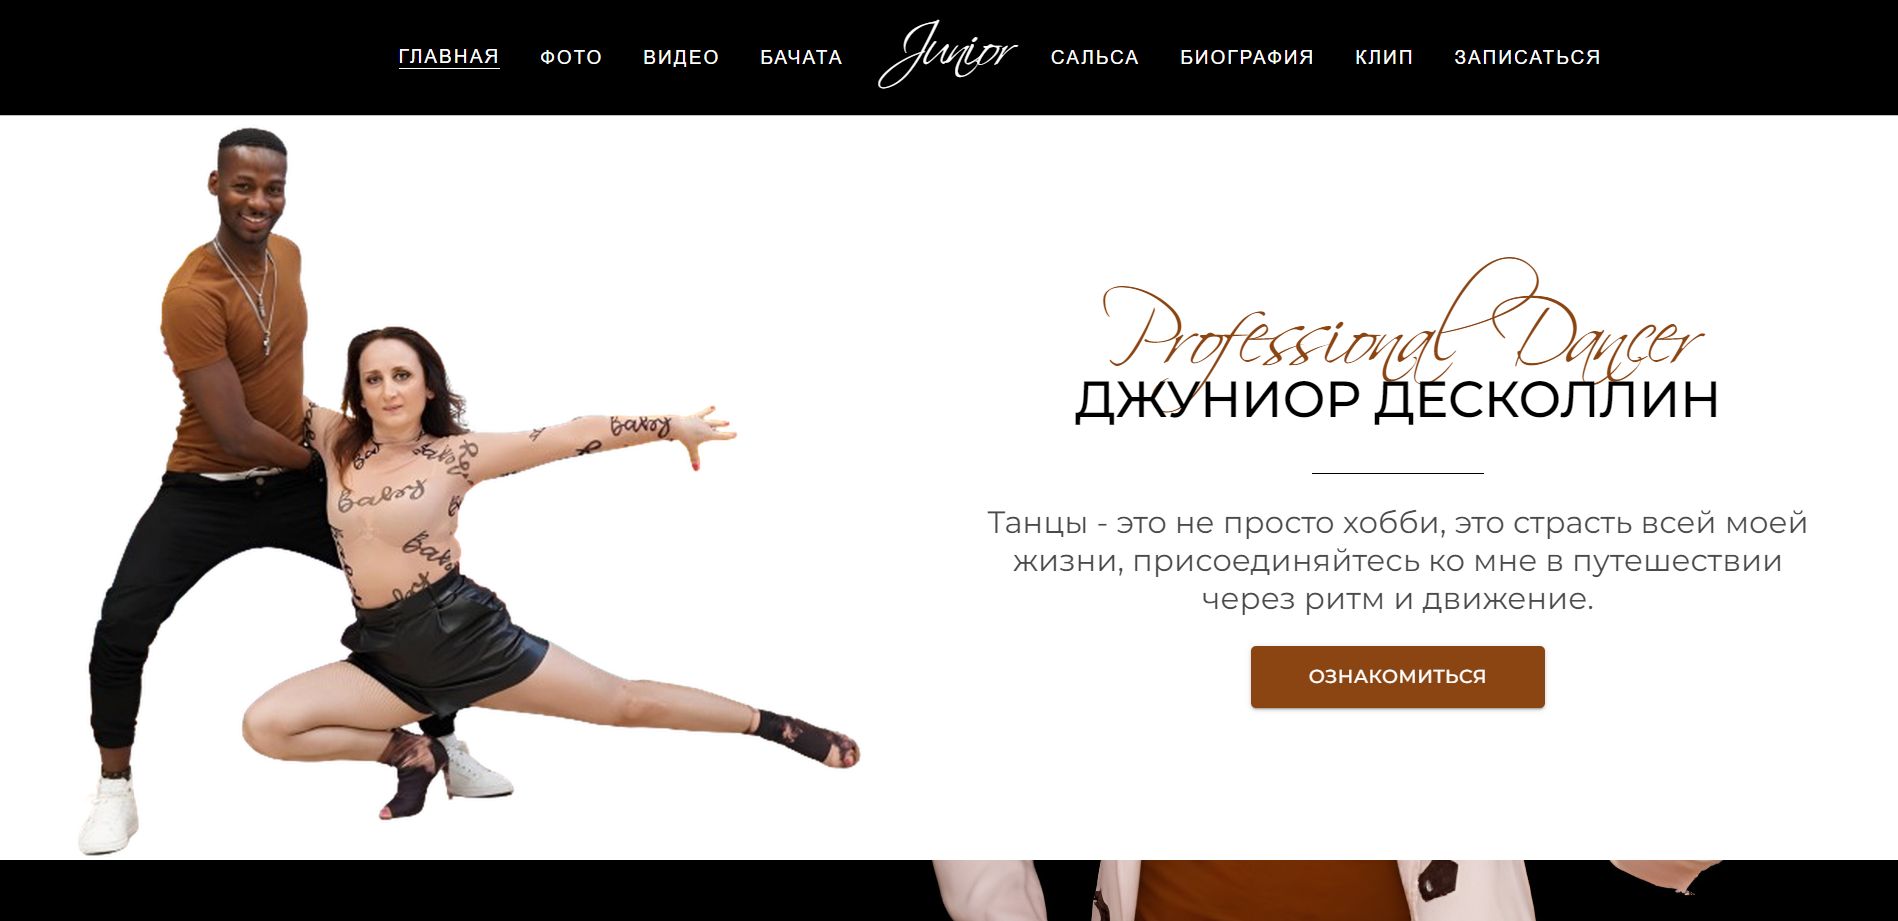 ГЛАВНАЯ ФОТО ВИДЕО БАЧАТА Junior САЛЬСА БИОГРАФИЯ КЛИП ЗАПИСАТЬСЯ
Professional Dancer
ДЖУНИОР ДЕСКОЛЛИН
Танцы - это не просто хобби, это страсть всей моей
жизни, присоединяйтесь ко мне в путешествии
через ритм и движение.
ОЗНАКОМИТЬСЯ